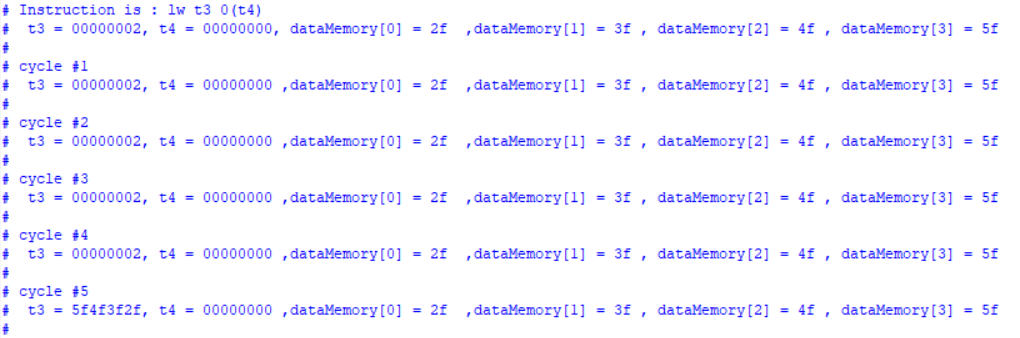 # Instruction is : lw t3 0(t4)
#  t3 = 00000002, t4 = 00000000, dataMemory[0] = 2f  ,dataMemory[1] = 3f , dataMemory[2] = 4f , dataMemory[3] = 5f
#
# cycle #1
#  t3 = 00000002, t4 = 00000000 ,dataMemory[0] = 2f  ,dataMemory[1] = 3f , dataMemory[2] = 4f , dataMemory[3] = 5f
#
# cycle #2
#  t3 = 00000002, t4 = 00000000 ,dataMemory[0] = 2f  ,dataMemory[1] = 3f , dataMemory[2] = 4f , dataMemory[3] = 5f
#
# cycle #3
#  t3 = 00000002, t4 = 00000000 ,dataMemory[0] = 2f  ,dataMemory[1] = 3f , dataMemory[2] = 4f , dataMemory[3] = 5f
#
# cycle #4
#  t3 = 00000002, t4 = 00000000 ,dataMemory[0] = 2f  ,dataMemory[1] = 3f , dataMemory[2] = 4f , dataMemory[3] = 5f
#
# cycle #5
#  t3 = 5f4f3f2f, t4 = 00000000 ,dataMemory[0] = 2f  ,dataMemory[1] = 3f , dataMemory[2] = 4f , dataMemory[3] = 5f
#